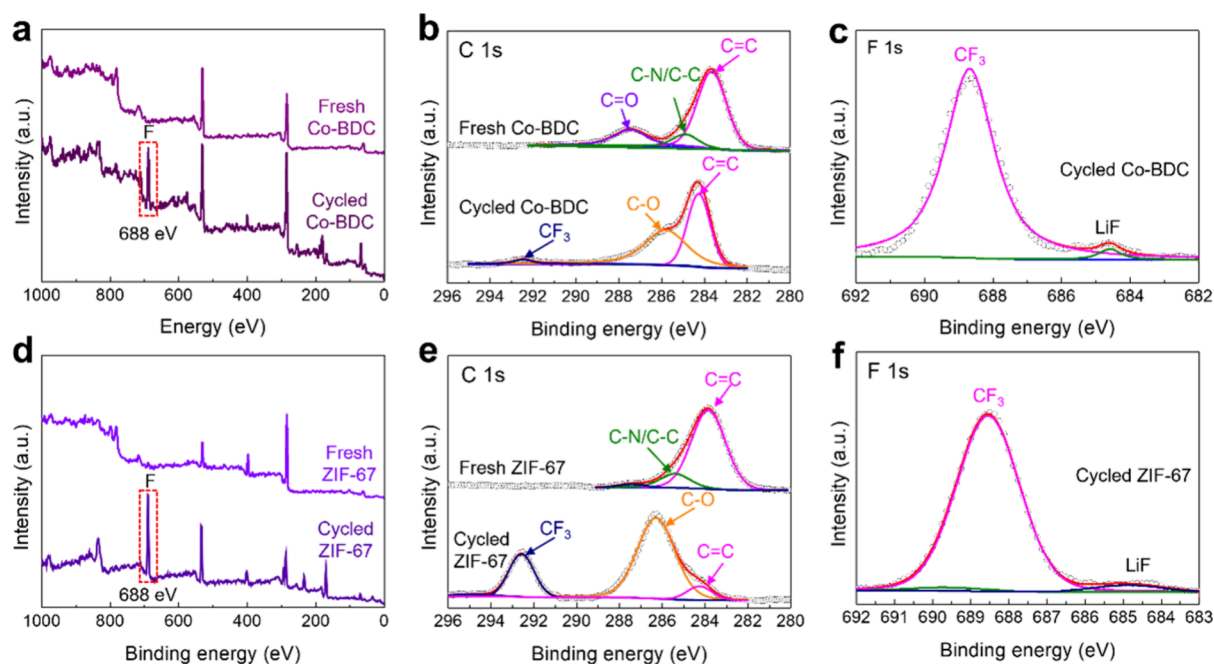 a
Intensity (a.u.)
Fresh
Co-BDC
F
Cycled
Co-BDC
688 eV
1000 800 600 400 200 0
Energy (eV)
b
C 1s
C=C
C-N/C-C
C=O
Fresh Co-BDC
C=C
Cycled Co-BDC
C-O
CF3
Intensity (a.u.)
296 294 292 290 288 286 284 282 280
Binding energy (eV)
c
F 1s
CF3
Cycled Co-BDC
LiF
Intensity (a.u.)
692 690 688 686 684 682
Binding energy (eV)
d
Intensity (a.u.)
Fresh
ZIF-67
F
Cycled
ZIF-67
688 eV
1000 800 600 400 200 0
Binding energy (eV)
e
C 1s
C=C
C-N/C-C
Fresh ZIF-67
C-O
Cycled
ZIF-67
CF3
C=C
Intensity (a.u.)
296 294 292 290 288 286 284 282 280
Binding energy (eV)
f
F 1s
CF3
Cycled ZIF-67
LiF
Intensity (a.u.)
692 691 690 689 688 687 686 685 684 683
Binding energy (eV)